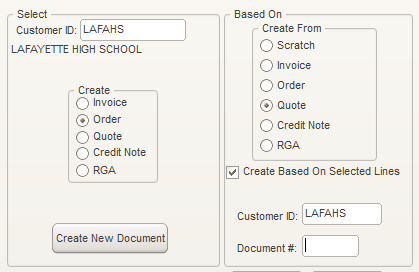 Select
Customer ID: LAFAHS
LAFAYETTE HIGH SCHOOL
Create
Invoice
Order
Quote
Credit Note
RGA
Create New Document
Based On
Create From
Scratch
Invoice
Order
Quote
Credit Note
RGA
Create Based On Selected Lines
Customer ID: LAFAHS
Document #: